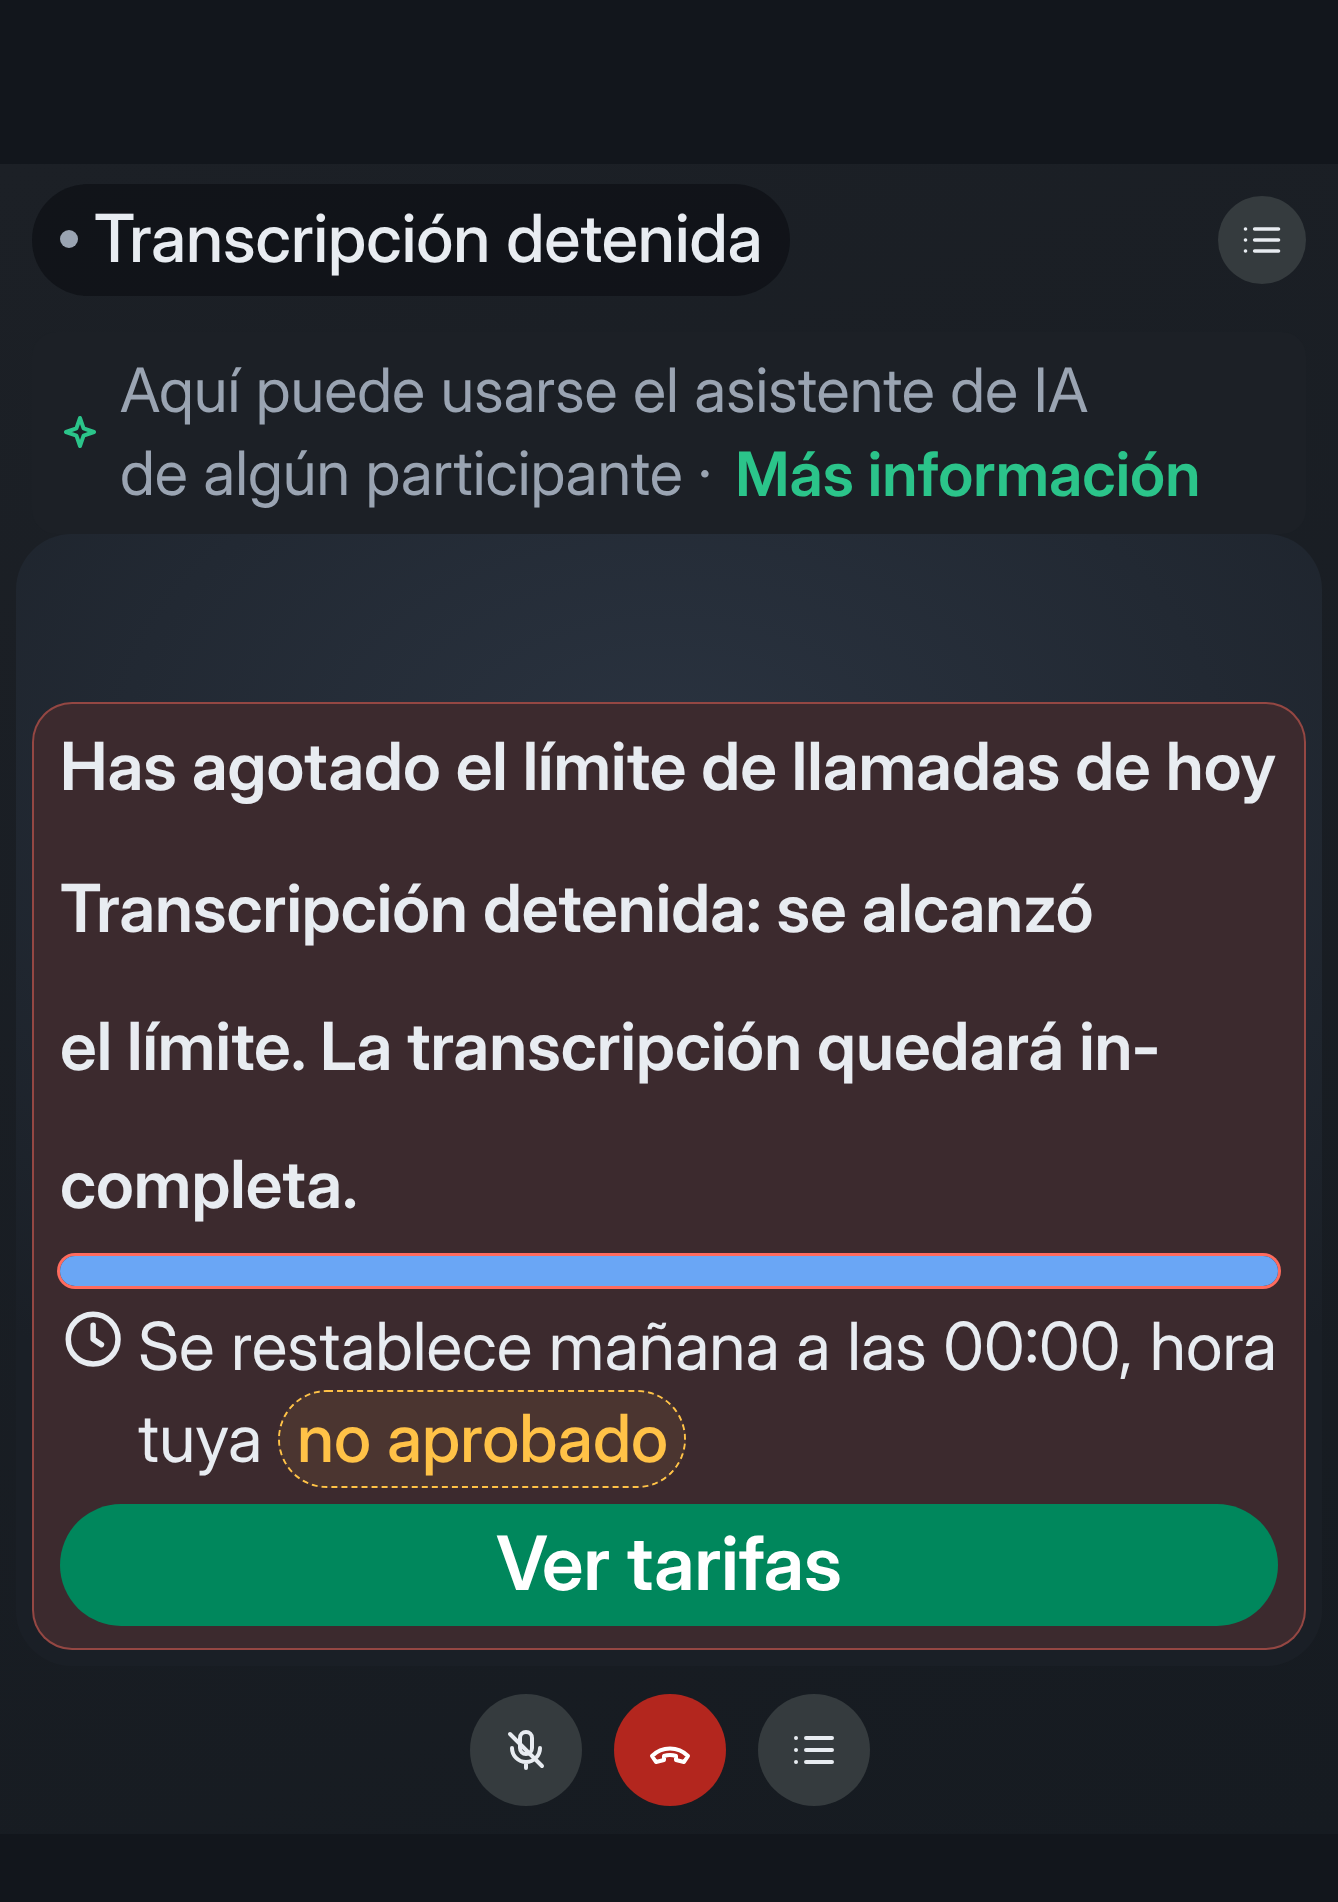 Transcripción detenida
Aquí puede usarse el asistente de IA
de algún participante · Más información
Has agotado el límite de llamadas de hoy
Transcripción detenida: se alcanzó
el límite. La transcripción quedará in-
completa.
Se restablece mañana a las 00:00, hora
tuya no aprobado
Ver tarifas